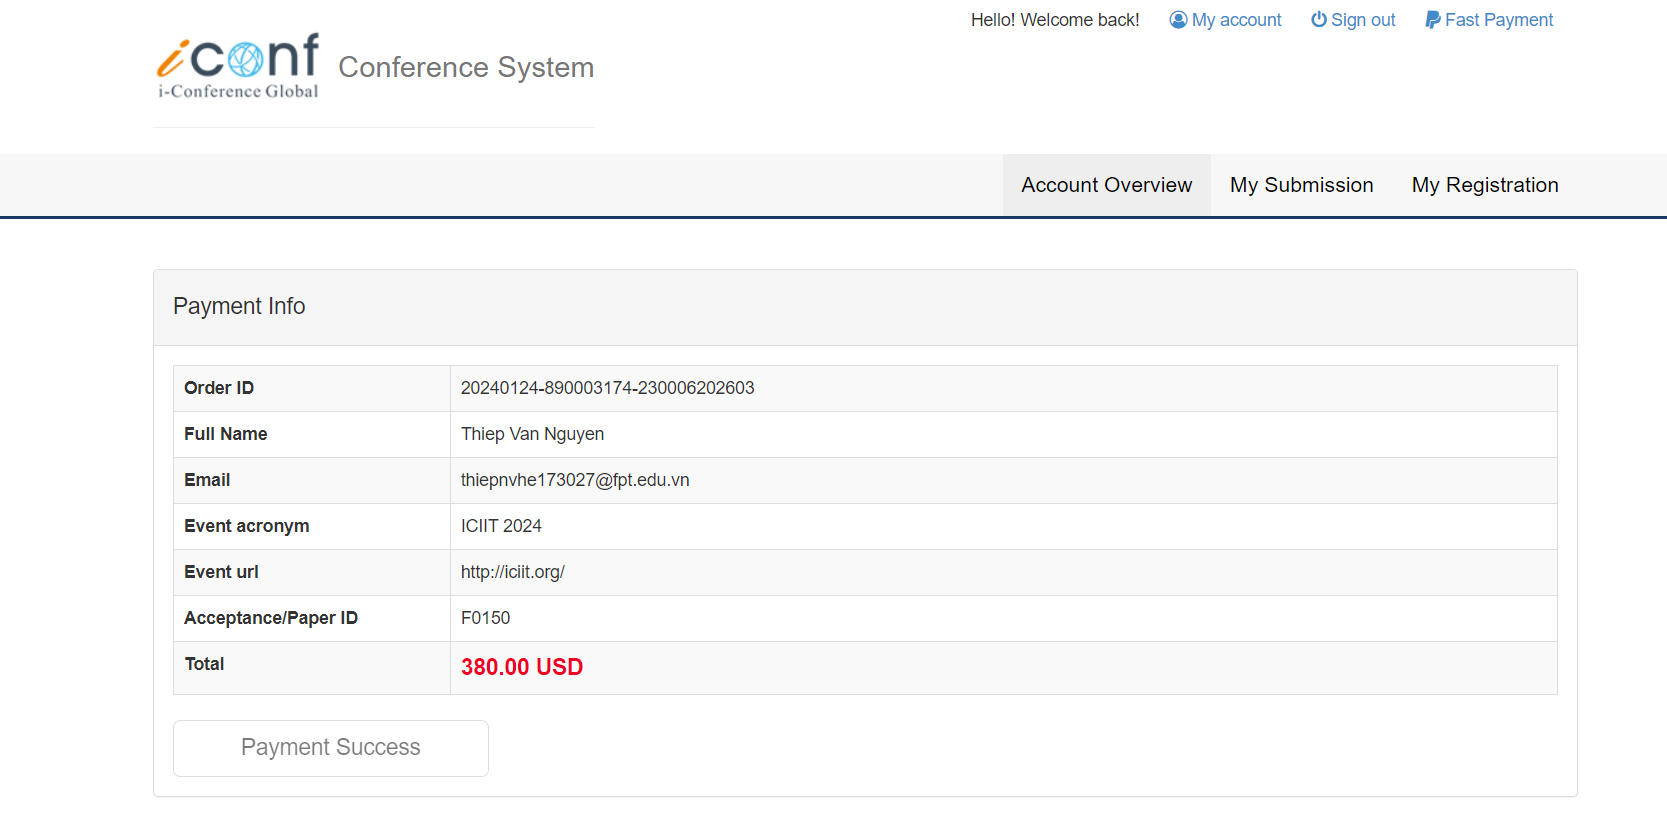 Hello! Welcome back! My account Sign out Fast Payment
iconf
i-Conference Global
Conference System
Account Overview My Submission My Registration
Payment Info
Order ID 20240124-890003174-230006202603
Full Name Thiep Van Nguyen
Email thiepnvhe173027@fpt.edu.vn
Event acronym ICIIT 2024
Event url http://iciit.org/
Acceptance/Paper ID F0150
Total 380.00 USD
Payment Success